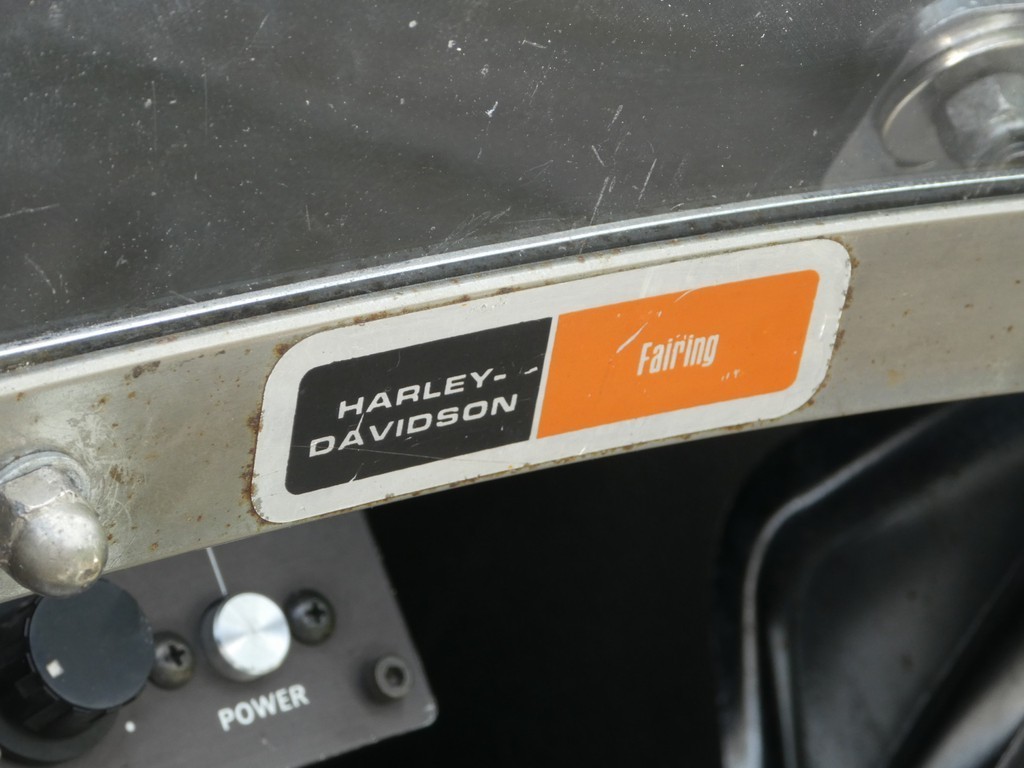 HARLEY-
DAVIDSON
Fairing
POWER